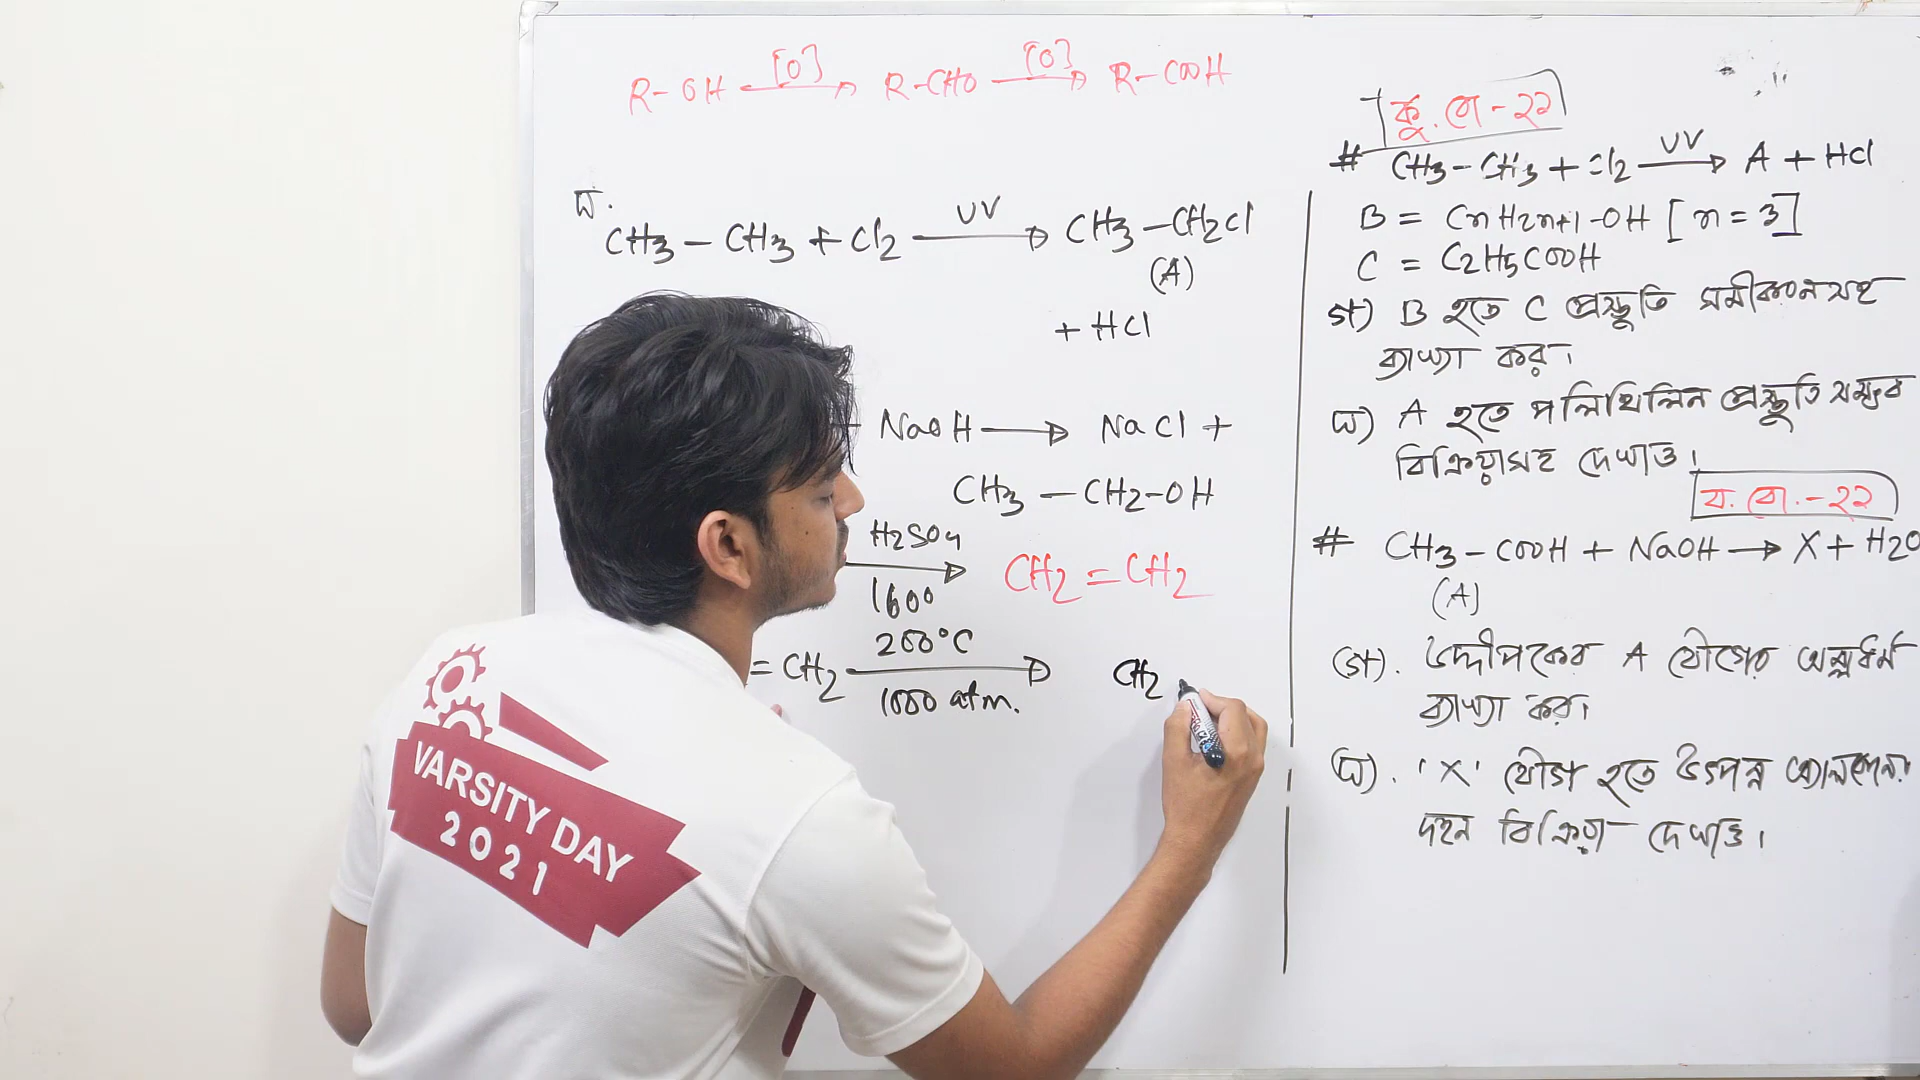 R-OH [O]→ R-CHO [O]→ R-COOH
ঘ.
CH3 – CH3 + Cl2 UV→ CH3 – CH2Cl
(A)
+ HCl
+ NaOH → NaCl +
CH3 – CH2-OH
H2SO4
→ CH2 = CH2
160°
200°C
= CH2 → CH2
1000 atm.
কু. বো - ২২
# CH3 – CH3 + Cl2 UV→ A + HCl
B = CnH2n+1-OH [n = 3]
C = C2H5COOH
গ) B হতে C প্রস্তুতি সমীকরণসহ
ব্যাখ্যা কর।
ঘ) A হতে পলিথিলিন প্রস্তুতি সম্ভব
বিক্রিয়াসহ দেখাও।
ব. বো. - ২২
# CH3 – COOH + NaOH → X + H2O
(A)
(গ). উদ্দীপকের A যৌগের অম্লধর্ম
ব্যাখ্যা কর।
(ঘ). 'X' যৌগ হতে উৎপন্ন অ্যালকেনের
দহন বিক্রিয়া দেখাও।
VARSITY DAY
2021